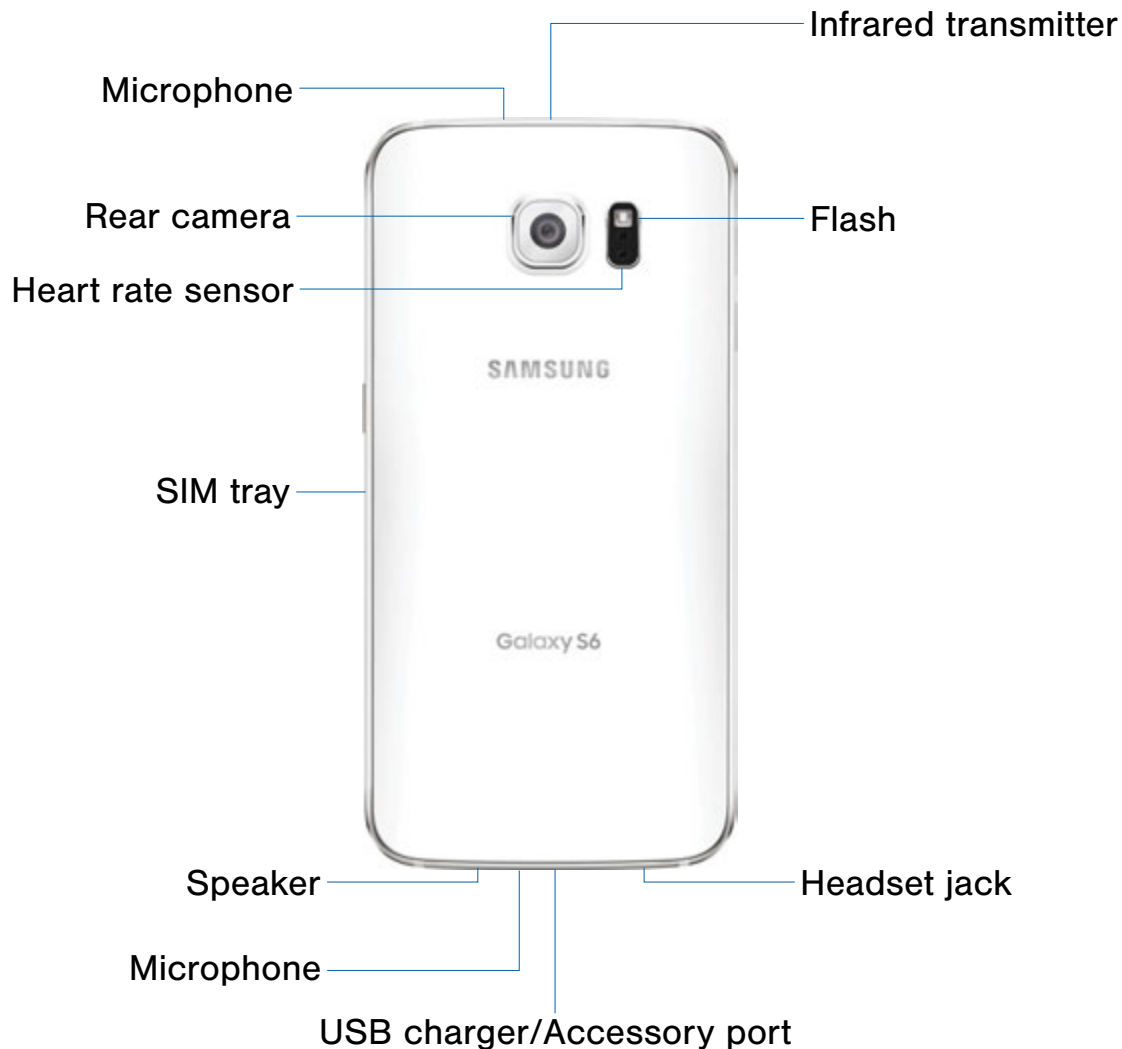 Infrared transmitter
Microphone
Rear camera
Flash
Heart rate sensor
SAMSUNG
SIM tray
Galaxy S6
Speaker
Headset jack
Microphone
USB charger/Accessory port